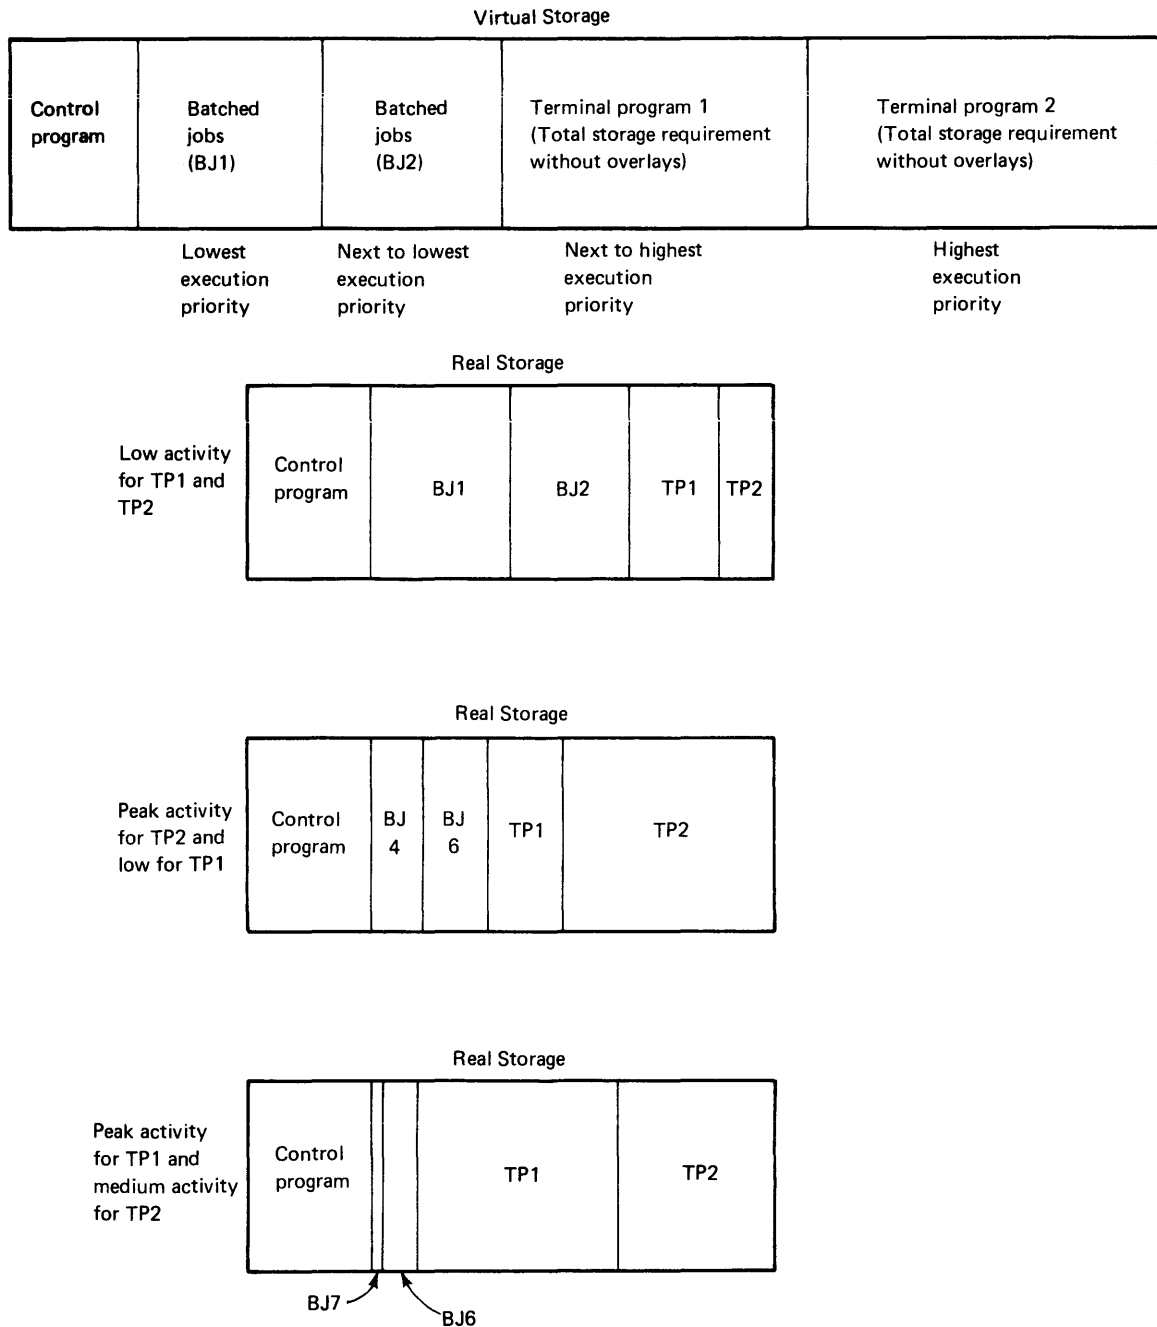 Virtual Storage
Control
program
Batched
jobs
(BJ1)
Batched
jobs
(BJ2)
Terminal program 1
(Total storage requirement
without overlays)
Terminal program 2
(Total storage requirement
without overlays)
Lowest
execution
priority
Next to lowest
execution
priority
Next to highest
execution
priority
Highest
execution
priority
Real Storage
Low activity
for TP1 and
TP2
Control
program
BJ1
BJ2
TP1
TP2
Real Storage
Peak activity
for TP2 and
low for TP1
Control
program
BJ
4
BJ
6
TP1
TP2
Real Storage
Peak activity
for TP1 and
medium activity
for TP2
Control
program
TP1
TP2
BJ7
BJ6